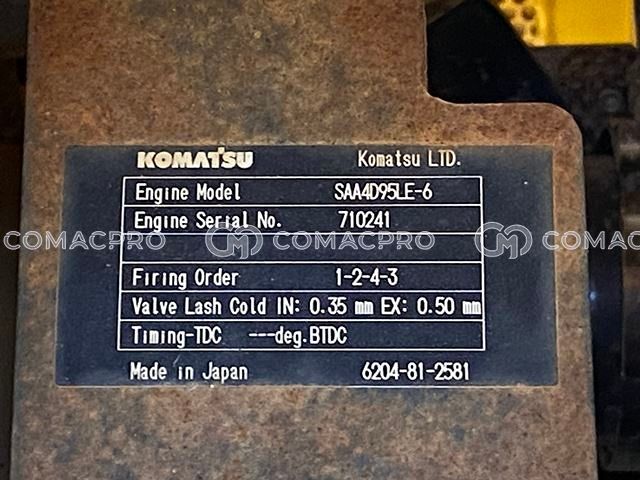 KOMATSU Komatsu LTD.
Engine Model SAA4D95LE-6
Engine Serial No. 710241
COMACPRO COMACPRO COMACPRO
Firing Order 1-2-4-3
Valve Lash Cold IN: 0.35 mm EX: 0.50 mm
Timing-TDC ---deg.BTDC
Made in Japan 6204-81-2581